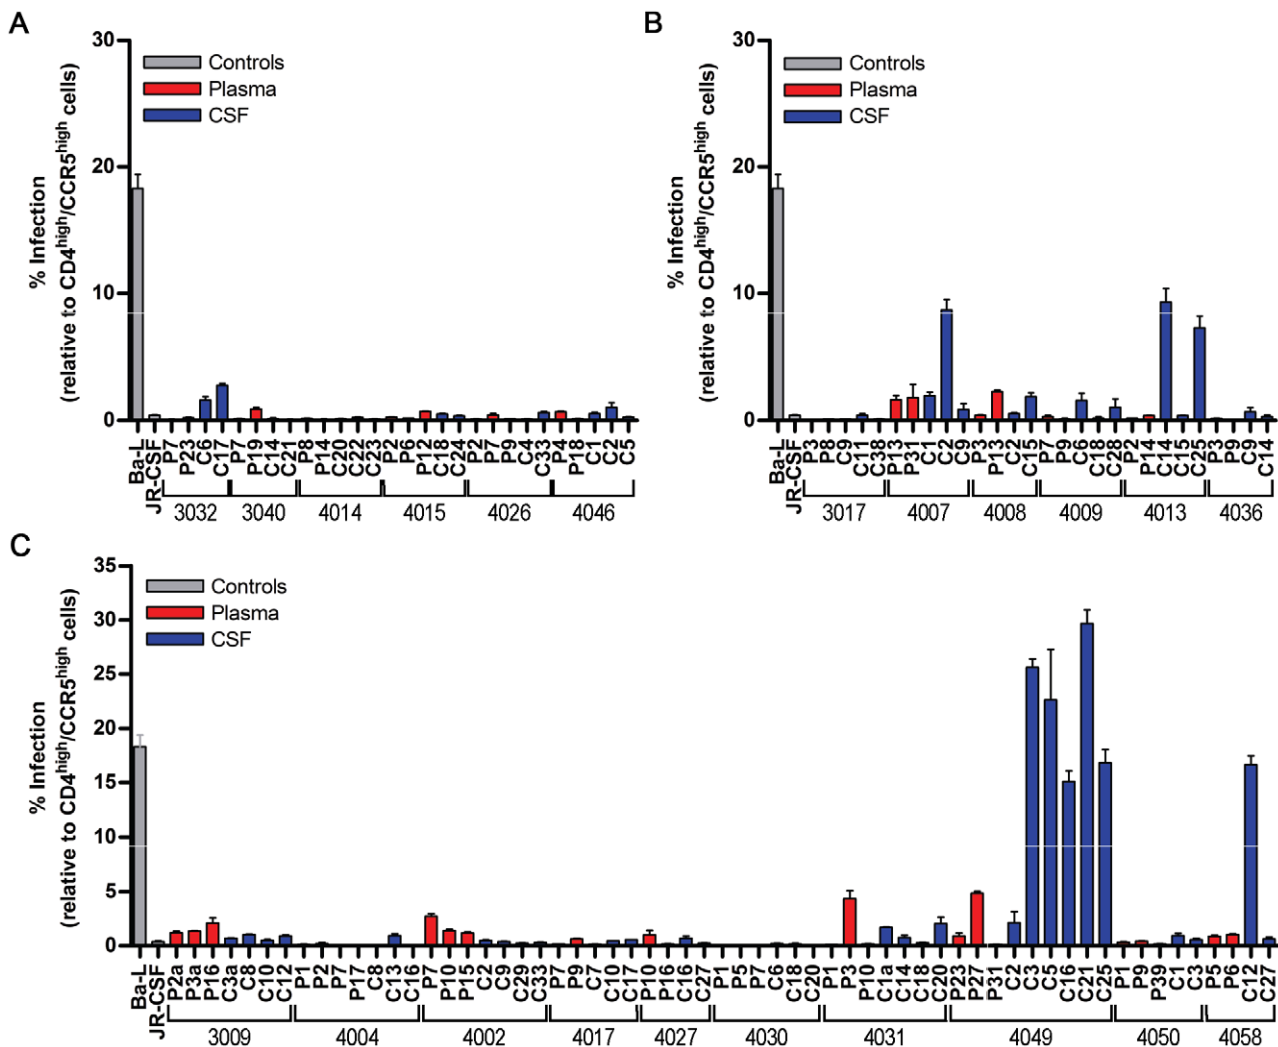 A
30
20
10
0
% Infection
(relative to CD4high/CCR5high cells)
Controls
Plasma
CSF
Ba-L
JR-CSF
P7
P23
C6
C17
P7
P19
C14
C21
P8
P14
C20
C22
C23
P2
P6
P12
C18
C24
P2
P7
P9
C4
C33
P4
P18
C1
C2
C5
3032
3040
4014
4015
4026
4046
B
30
20
10
0
% Infection
(relative to CD4high/CCR5high cells)
Controls
Plasma
CSF
Ba-L
JR-CSF
P3
P8
C9
C11
C38
P13
P31
C1
C2
C9
P3
P13
C2
C15
P7
P9
C6
C18
C28
P2
P14
C14
C15
C25
P3
P9
C9
C14
3017
4007
4008
4009
4013
4036
C
35
30
25
20
15
10
5
0
% Infection
(relative to CD4high/CCR5high cells)
Controls
Plasma
CSF
Ba-L
JR-CSF
P2a
P3a
P16
C3a
C8
C10
C12
P1
P2
P7
P17
C8
C13
C16
P7
P10
P15
C2
C9
C29
C33
P7
P9
C7
C10
C17
P10
P16
C16
C27
P1
P5
P7
C6
C18
C20
P1
P3
P10
C11a
C14
C18
C20
P23
P27
P31
C2
C3
C5
C16
C21
C25
P1
P9
P39
C1
C3
P5
P6
C12
C27
3009
4004
4002
4017
4027
4030
4031
4049
4050
4058